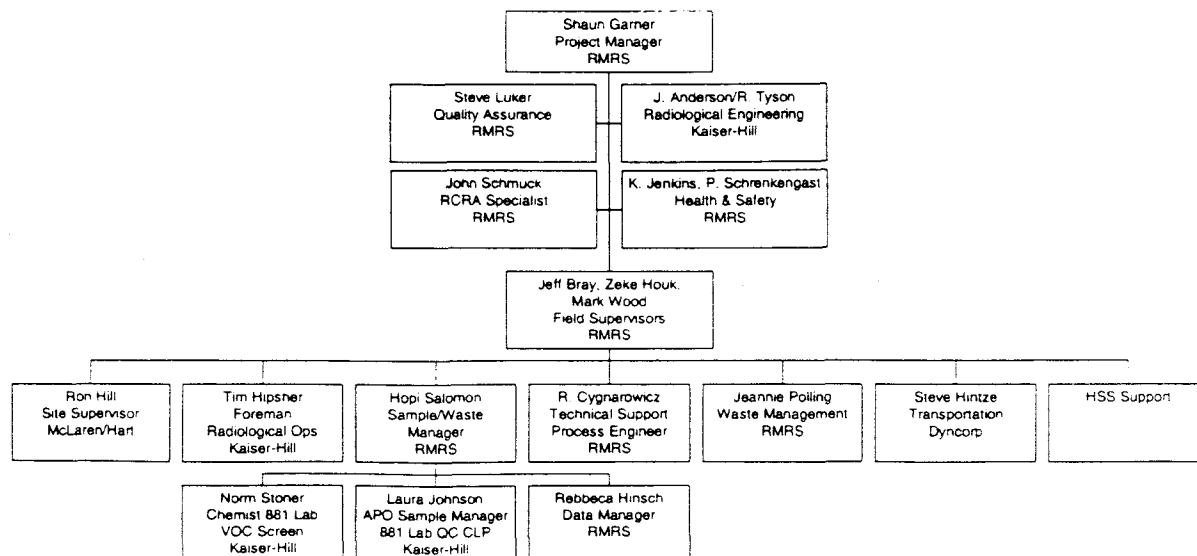 Shaun Garner
Project Manager
RMRS
Steve Luker
Quality Assurance
RMRS
J. Anderson/R. Tyson
Radiological Engineering
Kaiser-Hill
John Schmuck
RCRA Specialist
RMRS
K. Jenkins, P. Schrenkengast
Health & Safety
RMRS
Jeff Bray, Zeke Houk,
Mark Wood
Field Supervisors
RMRS
Ron Hill
Site Supervisor
McLaren/Hart
Tim Hipsher
Foreman
Radiological Ops
Kaiser-Hill
Hopi Salomon
Sample/Waste
Manager
RMRS
R. Cygnarowicz
Technical Support
Process Engineer
RMRS
Jeannie Polling
Waste Management
RMRS
Steve Hintze
Transportation
Dyncorp
HSS Support
Norm Stoner
Chemist 881 Lab
VOC Screen
Kaiser-Hill
Laura Johnson
APO Sample Manager
881 Lab QC CLP
Kaiser-Hill
Rebbeca Hinsch
Data Manager
RMRS